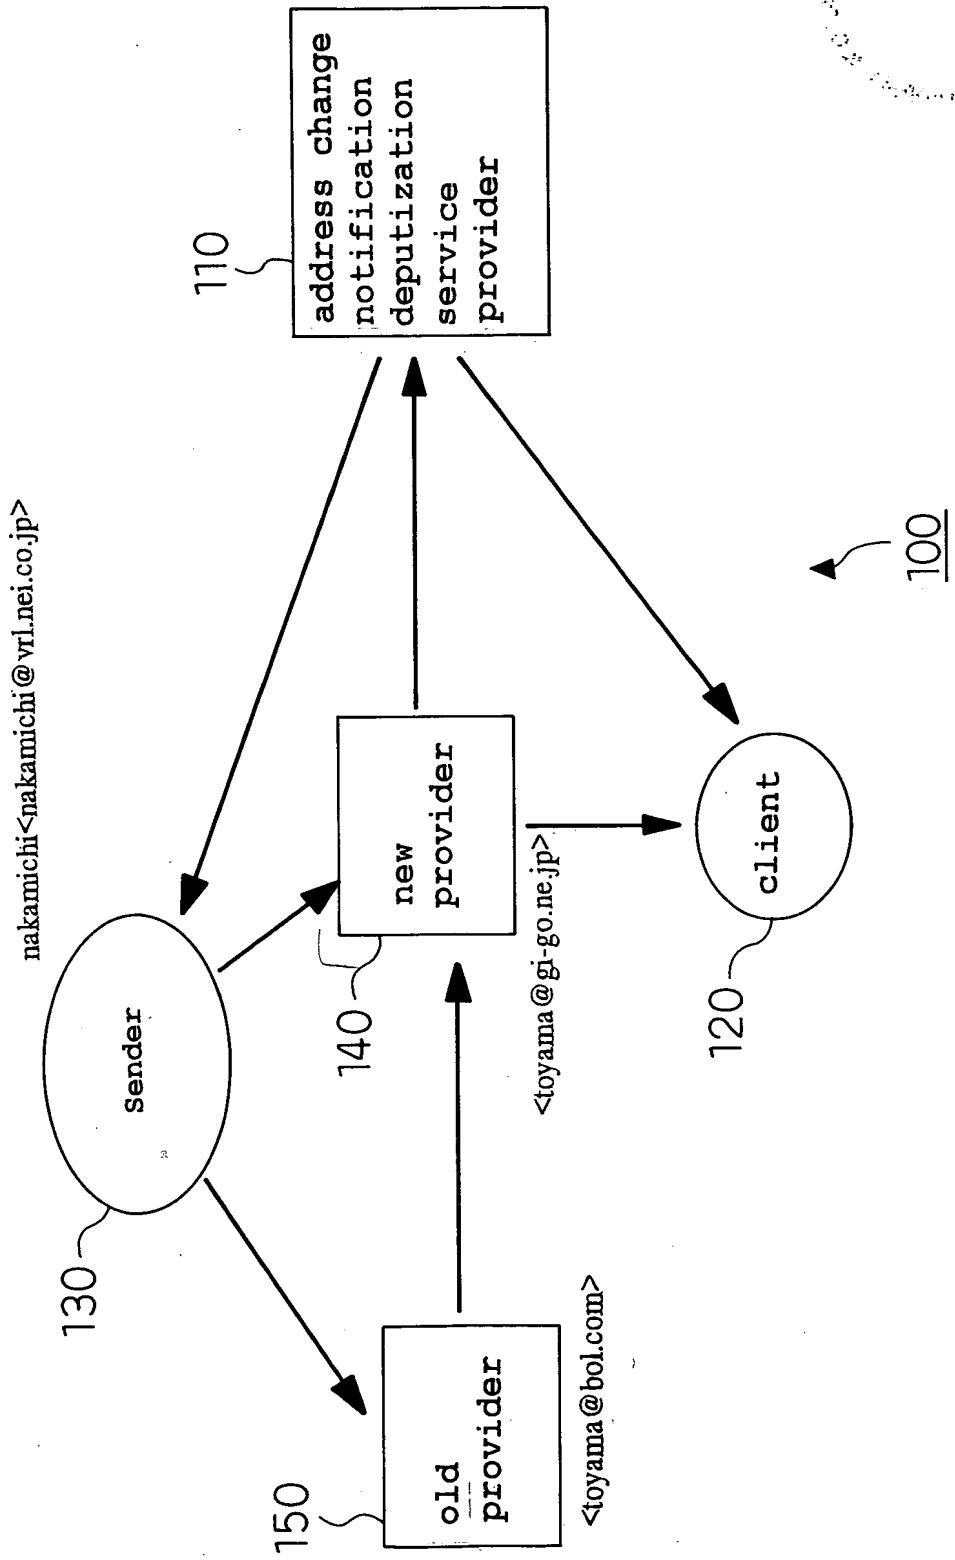 nakamichi<nakamichi@vrl.nei.co.jp>
130
Sender
110
address change
notification
deputization
service
provider
150
old
provider
<toyama@bol.com>
140
new
provider
<toyama@gi-go.ne.jp>
120
client
100